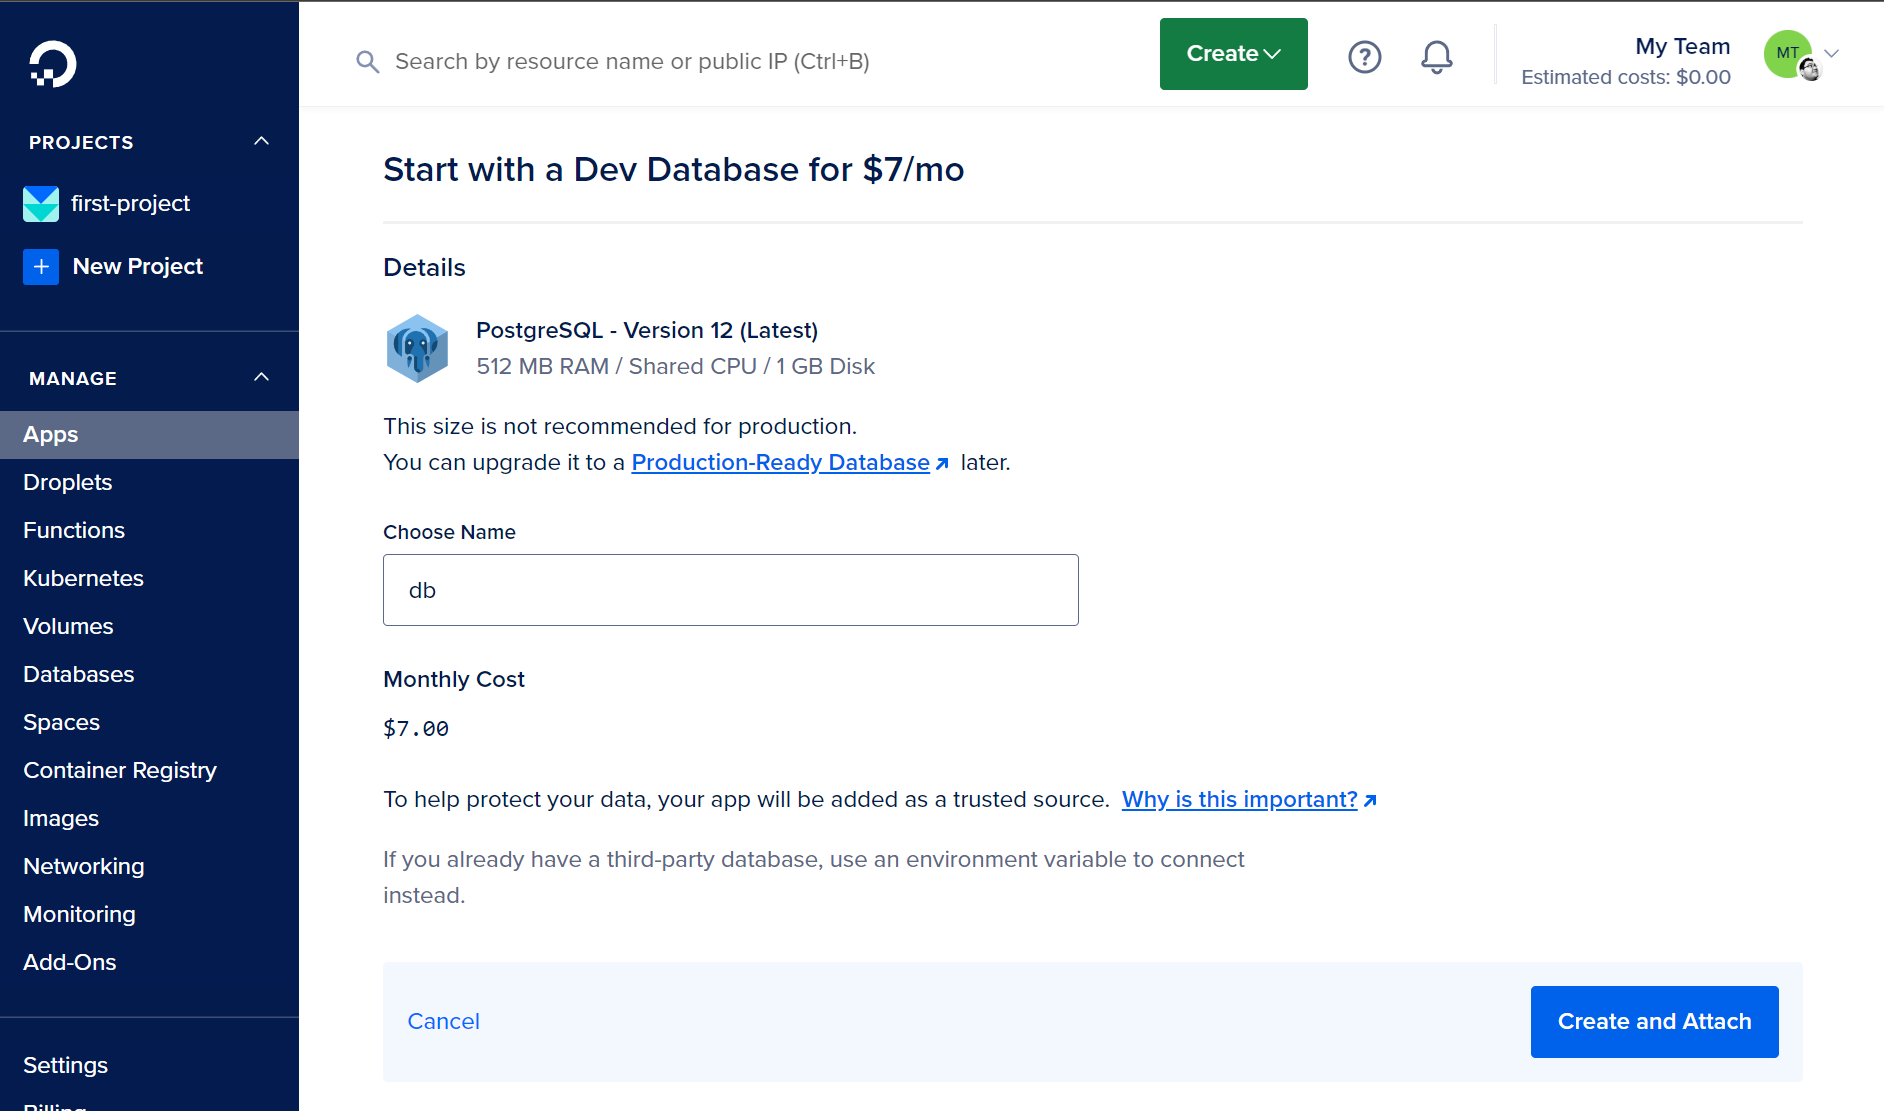 Search by resource name or public IP (Ctrl+B)
Create
My Team
Estimated costs: $0.00
MT
PROJECTS
first-project
New Project
MANAGE
Apps
Droplets
Functions
Kubernetes
Volumes
Databases
Spaces
Container Registry
Images
Networking
Monitoring
Add-Ons
Settings
Billing
Start with a Dev Database for $7/mo
Details
PostgreSQL - Version 12 (Latest)
512 MB RAM / Shared CPU / 1 GB Disk
This size is not recommended for production.
You can upgrade it to a Production-Ready Database later.
Choose Name
db
Monthly Cost
$7.00
To help protect your data, your app will be added as a trusted source. Why is this important?
If you already have a third-party database, use an environment variable to connect
instead.
Cancel
Create and Attach